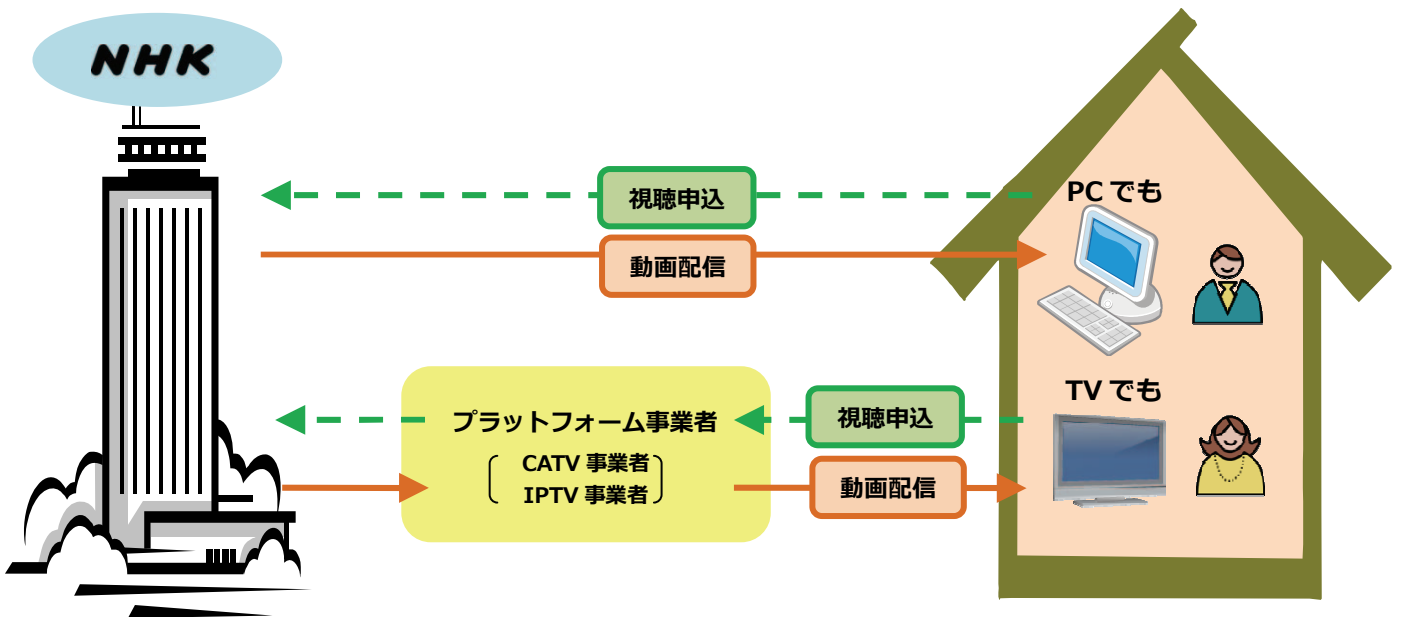 NHK
視聴申込
PC でも
動画配信
TV でも
プラットフォーム事業者
視聴申込
CATV 事業者
IPTV 事業者
動画配信